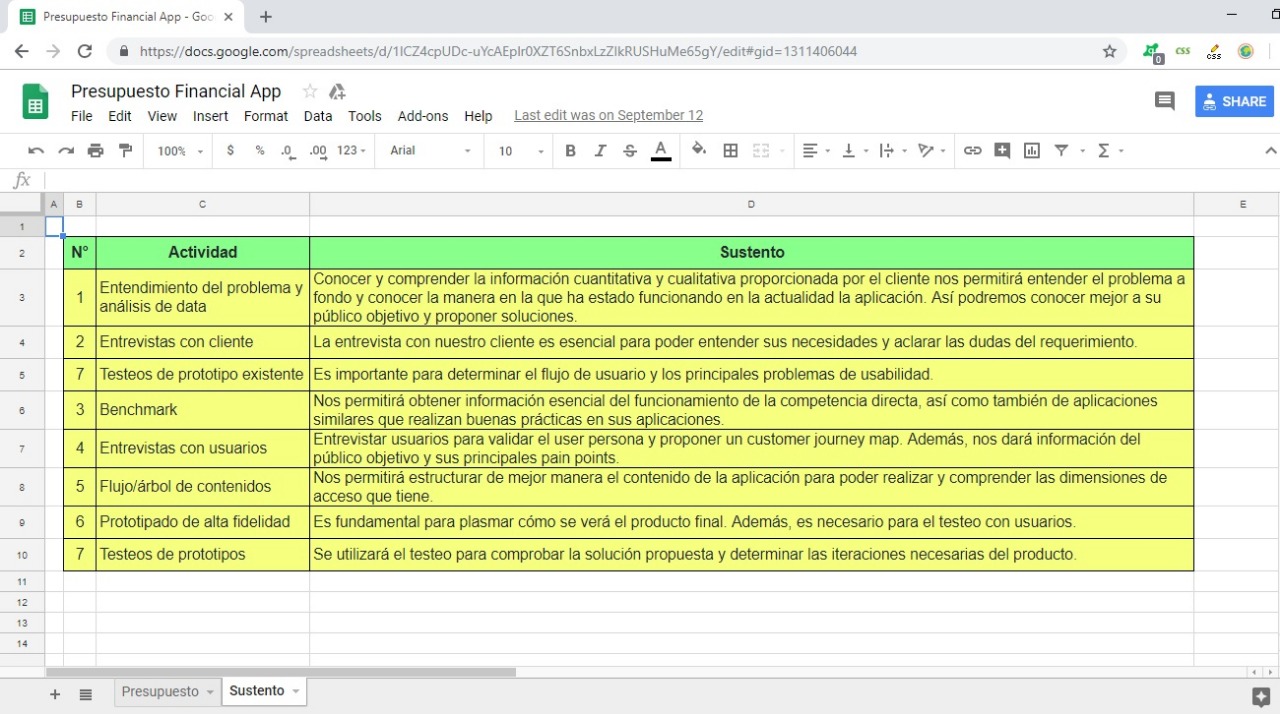 Presupuesto Financial App - Goo
https://docs.google.com/spreadsheets/d/1ICZ4cpUDc-uYcAEpIr0XZT6SnbxLzZIkRUSHuMe65gY/edit#gid=1311406044
0
css
css
Presupuesto Financial App
File Edit View Insert Format Data Tools Add-ons Help Last edit was on September 12
SHARE
100% $ % .0 .00 123 Arial 10 B I S A
fx
A B C D E
1
2 N° Actividad Sustento
3 1 Entendimiento del problema y análisis de data
Conocer y comprender la información cuantitativa y cualitativa proporcionada por el cliente nos permitirá entender el problema a
fondo y conocer la manera en la que ha estado funcionando en la actualidad la aplicación. Así podremos conocer mejor a su
público objetivo y proponer soluciones.
4 2 Entrevistas con cliente La entrevista con nuestro cliente es esencial para poder entender sus necesidades y aclarar las dudas del requerimiento.
5 7 Testeos de prototipo existente Es importante para determinar el flujo de usuario y los principales problemas de usabilidad.
6 3 Benchmark Nos permitirá obtener información esencial del funcionamiento de la competencia directa, así como también de aplicaciones
similares que realizan buenas prácticas en sus aplicaciones.
7 4 Entrevistas con usuarios Entrevistar usuarios para validar el user persona y proponer un customer journey map. Además, nos dará información del
público objetivo y sus principales pain points.
8 5 Flujo/árbol de contenidos Nos permitirá estructurar de mejor manera el contenido de la aplicación para poder realizar y comprender las dimensiones de
acceso que tiene.
9 6 Prototipado de alta fidelidad Es fundamental para plasmar cómo se verá el producto final. Además, es necesario para el testeo con usuarios.
10 7 Testeos de prototipos Se utilizará el testeo para comprobar la solución propuesta y determinar las iteraciones necesarias del producto.
11
12
13
14
Presupuesto Sustento